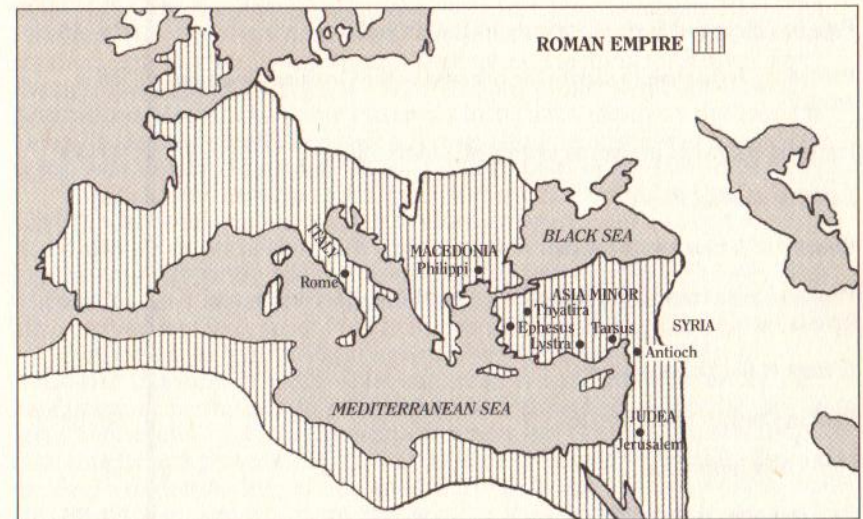 ROMAN EMPIRE
BLACK SEA
ITALY
MACEDONIA
Philippi
Rome
ASIA MINOR
Thyatira
Ephesus
Tarsus
Lystra
SYRIA
Antioch
MEDITERRANEAN SEA
JUDEA
Jerusalem